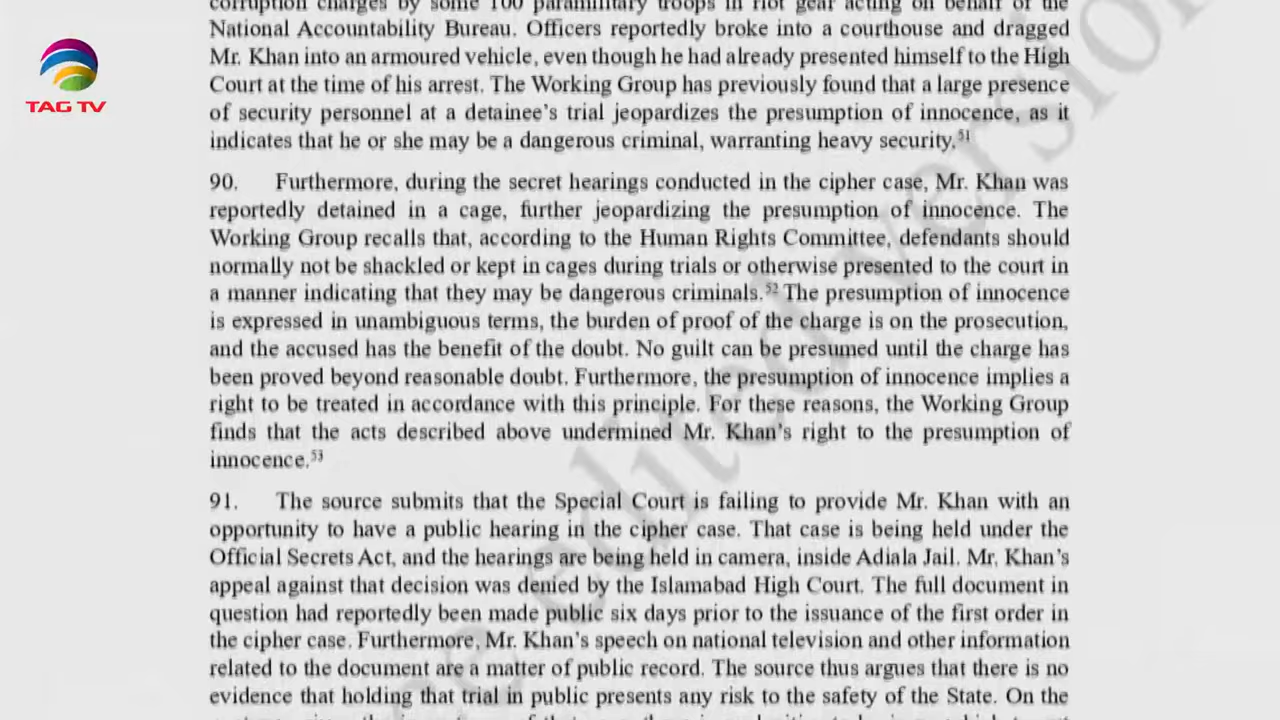 corruption charges by some 100 paramilitary troops in riot gear acting on behalf of the
TAG TV
National Accountability Bureau. Officers reportedly broke into a courthouse and dragged
Mr. Khan into an armoured vehicle, even though he had already presented himself to the High
Court at the time of his arrest. The Working Group has previously found that a large presence
of security personnel at a detainee's trial jeopardizes the presumption of innocence, as it
indicates that he or she may be a dangerous criminal, warranting heavy security.51
90. Furthermore, during the secret hearings conducted in the cipher case, Mr. Khan was
reportedly detained in a cage, further jeopardizing the presumption of innocence. The
Working Group recalls that, according to the Human Rights Committee, defendants should
normally not be shackled or kept in cages during trials or otherwise presented to the court in
a manner indicating that they may be dangerous criminals.52 The presumption of innocence
is expressed in unambiguous terms, the burden of proof of the charge is on the prosecution,
and the accused has the benefit of the doubt. No guilt can be presumed until the charge has
been proved beyond reasonable doubt. Furthermore, the presumption of innocence implies a
right to be treated in accordance with this principle. For these reasons, the Working Group
finds that the acts described above undermined Mr. Khan's right to the presumption of
innocence.53
91. The source submits that the Special Court is failing to provide Mr. Khan with an
opportunity to have a public hearing in the cipher case. That case is being held under the
Official Secrets Act, and the hearings are being held in camera, inside Adiala Jail. Mr. Khan's
appeal against that decision was denied by the Islamabad High Court. The full document in
question had reportedly been made public six days prior to the issuance of the first order in
the cipher case. Furthermore, Mr. Khan's speech on national television and other information
related to the document are a matter of public record. The source thus argues that there is no
evidence that holding that trial in public presents any risk to the safety of the State. On the
edited version